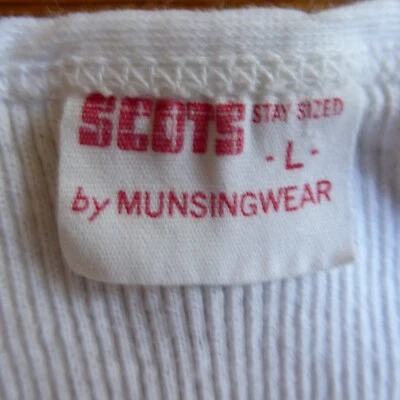 SCOTS STAY SIZED
- L -
by MUNSINGWEAR